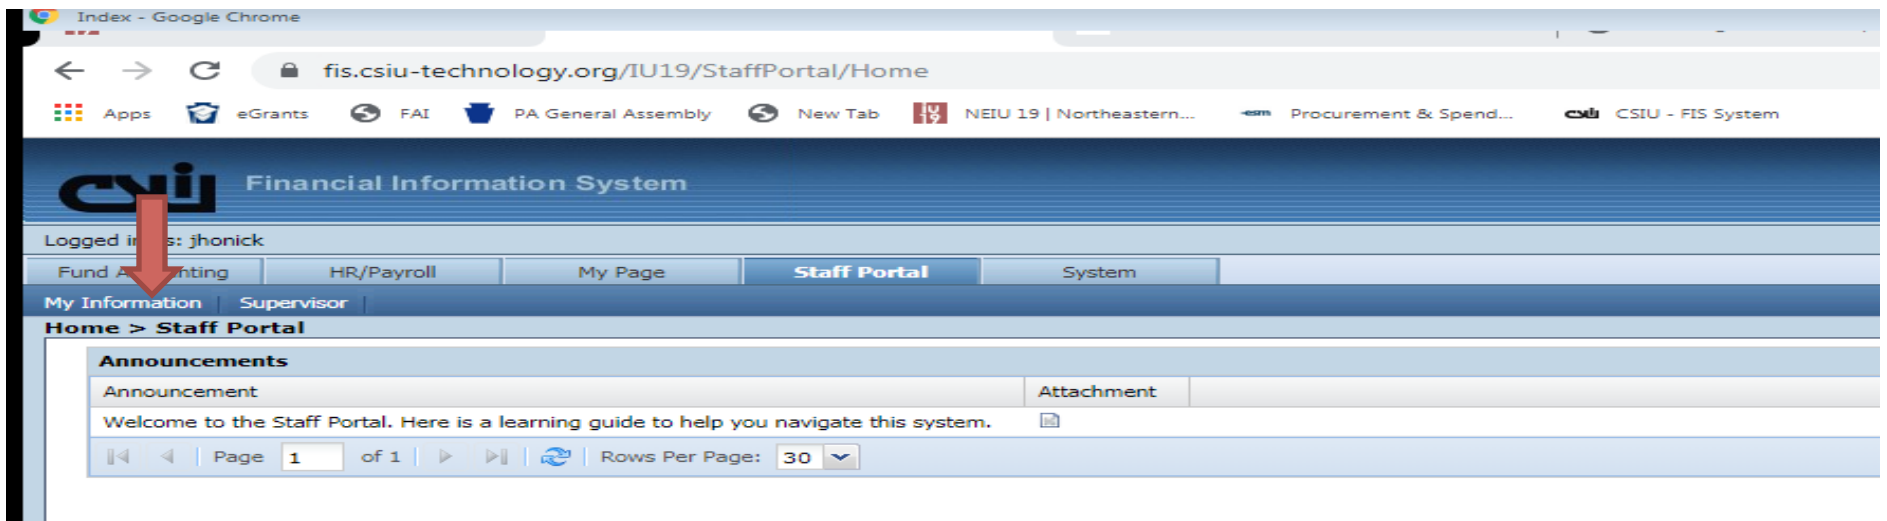 Index - Google Chrome
fis.csiu-technology.org/IU19/StaffPortal/Home
Apps eGrants FAI PA General Assembly New Tab NEIU 19 | Northeastern... Procurement & Spend... CSIU - FIS System
csiu Financial Information System
Logged in as: jhonick
Fund Accounting HR/Payroll My Page Staff Portal System
My Information Supervisor
Home > Staff Portal
Announcements
Announcement Attachment
Welcome to the Staff Portal. Here is a learning guide to help you navigate this system.
Page 1 of 1 Rows Per Page: 30